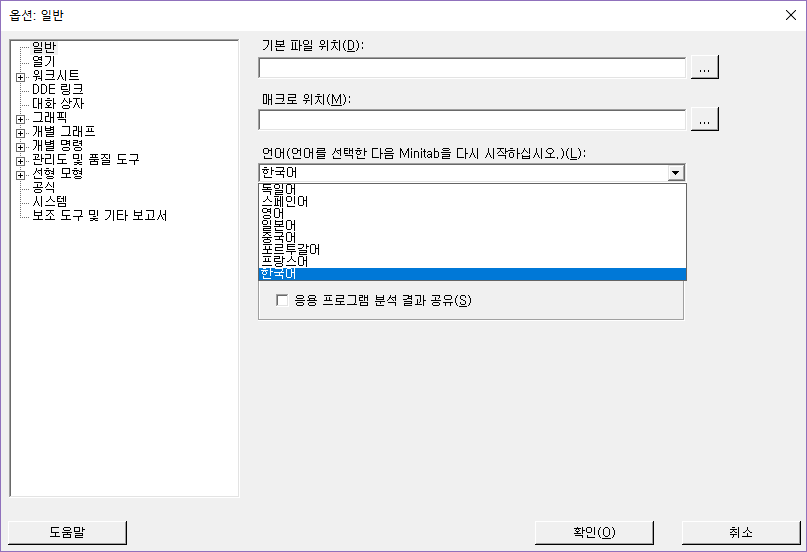 옵션: 일반
일반
열기
워크시트
DDE 링크
대화 상자
그래픽
개별 그래프
개별 명령
관리도 및 품질 도구
선형 모형
공식
시스템
보조 도구 및 기타 보고서
기본 파일 위치(D):
...
매크로 위치(M):
...
언어(언어를 선택한 다음 Minitab을 다시 시작하십시오.)(L):
한국어
독일어
스페인어
영어
일본어
중국어
포르투갈어
프랑스어
한국어
응용 프로그램 분석 결과 공유(S)
도움말
확인(O)
취소